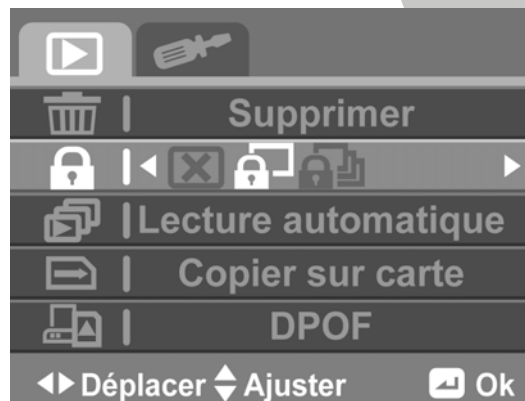 Supprimer
Lecture automatique
Copier sur carte
DPOF
Déplacer Ajuster Ok